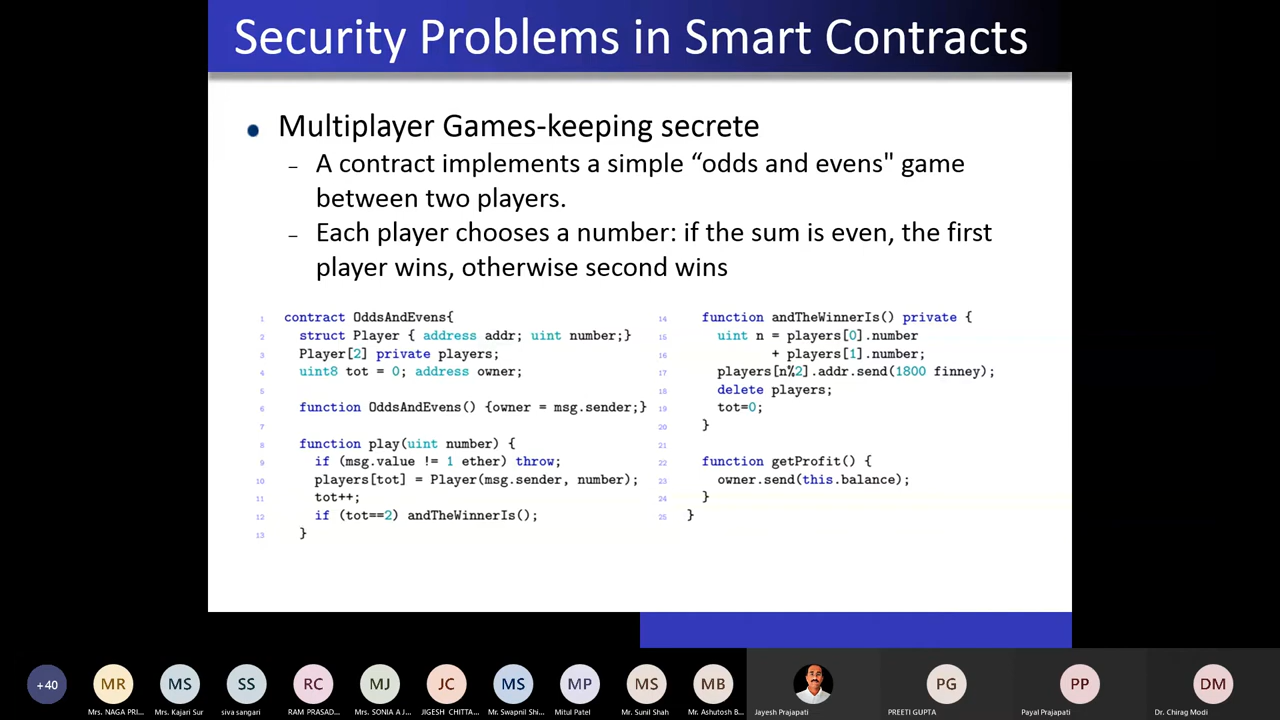 Security Problems in Smart Contracts
• Multiplayer Games-keeping secrete
– A contract implements a simple “odds and evens" game
between two players.
– Each player chooses a number: if the sum is even, the first
player wins, otherwise second wins
1 contract OddsAndEvens{
2 struct Player { address addr; uint number;}
3 Player[2] private players;
4 uint8 tot = 0; address owner;
5
6 function OddsAndEvens() {owner = msg.sender;}
7
8 function play(uint number) {
9 if (msg.value != 1 ether) throw;
10 players[tot] = Player(msg.sender, number);
11 tot++;
12 if (tot==2) andTheWinnerIs();
13 }
14 function andTheWinnerIs() private {
15 uint n = players[0].number
16 + players[1].number;
17 players[n%2].addr.send(1800 finney);
18 delete players;
19 tot=0;
20 }
21
22 function getProfit() {
23 owner.send(this.balance);
24 }
25 }
+40 MR MS SS RC MJ JC MS MP MS MB PG PP DM
Mrs. NAGA PRI... Mrs. Kajari Sur siva sangari RAM PRASAD... Mrs. SONIA A J... JIGESH CHITTA... Mr. Swapnil Shi... Mitul Patel Mr. Sunil Shah Mr. Ashutosh B... Jayesh Prajapati PREETI GUPTA Payal Prajapati Dr. Chirag Modi